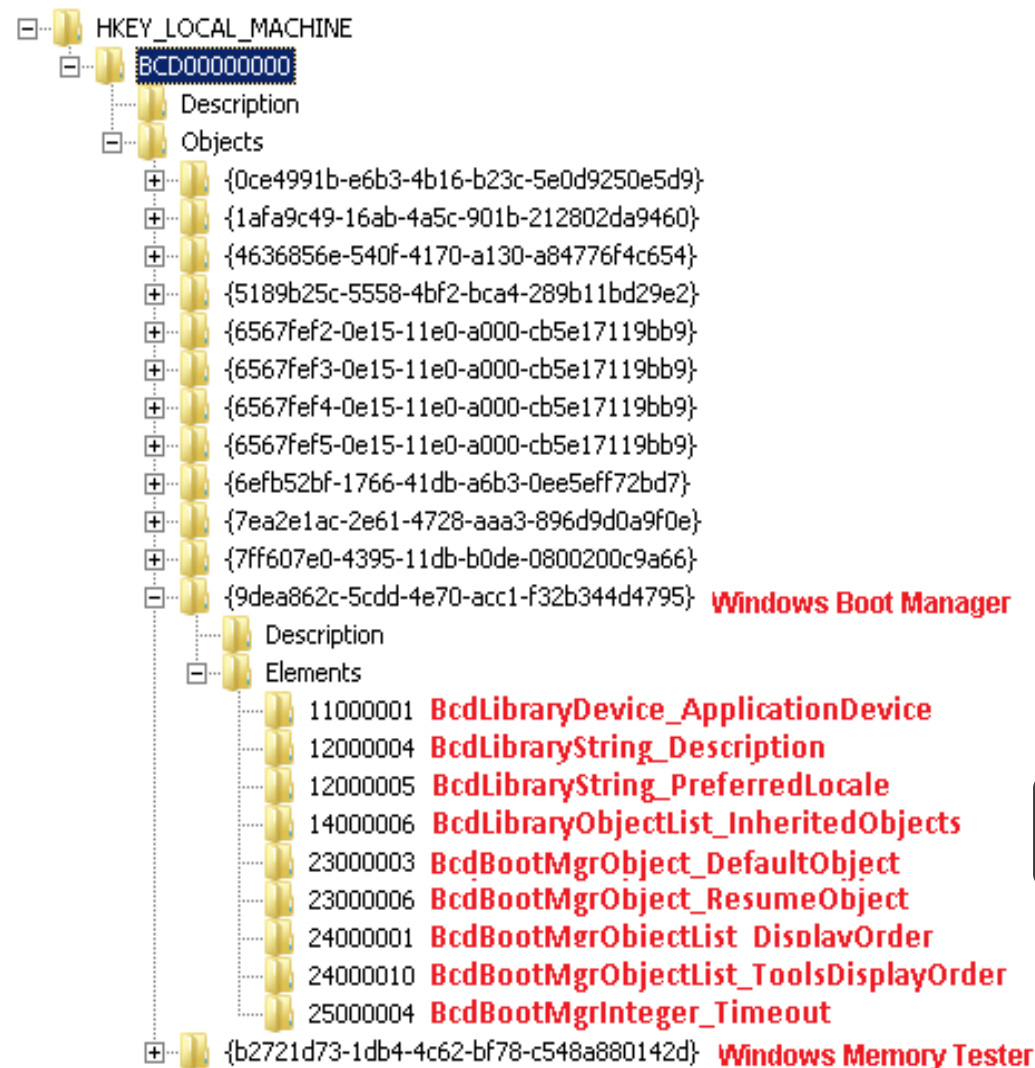 HKEY_LOCAL_MACHINE
BCD00000000
Description
Objects
{0ce4991b-e6b3-4b16-b23c-5e0d9250e5d9}
{1afa9c49-16ab-4a5c-901b-212802da9460}
{4636856e-540f-4170-a130-a84776f4c654}
{5189b25c-5558-4bf2-bca4-289b11bd29e2}
{6567fef2-0e15-11e0-a000-cb5e17119bb9}
{6567fef3-0e15-11e0-a000-cb5e17119bb9}
{6567fef4-0e15-11e0-a000-cb5e17119bb9}
{6567fef5-0e15-11e0-a000-cb5e17119bb9}
{6efb52bf-1766-41db-a6b3-0ee5eff72bd7}
{7ea2e1ac-2e61-4728-aaa3-896d9d0a9f0e}
{7ff607e0-4395-11db-b0de-0800200c9a66}
{9dea862c-5cdd-4e70-acc1-f32b344d4795} Windows Boot Manager
Description
Elements
11000001 BcdLibraryDevice_ApplicationDevice
12000004 BcdLibraryString_Description
12000005 BcdLibraryString_PreferredLocale
14000006 BcdLibraryObjectList_InheritedObjects
23000003 BcdBootMgrObject_DefaultObject
23000006 BcdBootMgrObject_ResumeObject
24000001 BcdBootMgrObjectList_DisplayOrder
24000010 BcdBootMgrObjectList_ToolsDisplayOrder
25000004 BcdBootMgrInteger_Timeout
{b2721d73-1db4-4c62-bf78-c548a880142d} Windows Memory Tester